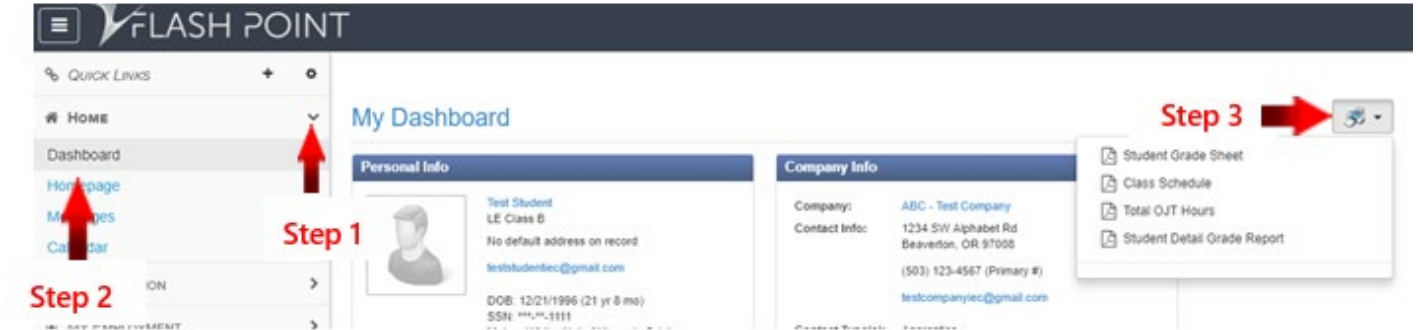 FLASH POINT
QUICK LINKS
HOME
My Dashboard
Step 3
Dashboard
Student Grade Sheet
Personal Info
Company Info
Class Schedule
Test Student
Company: ABC - Test Company
Total OJT Hours
LE Class B
Contact Info: 1234 SW Alphabet Rd
Step 1
No default address on record
Beaverton, OR 97008
Student Detail Grade Report
teststudentiec@gmail.com
(503) 123-4567 (Primary #)
Step 2
testcompanyiec@gmail.com
DOB: 12/21/1996 (21 yr 8 mo)
SSN: ***-**-1111